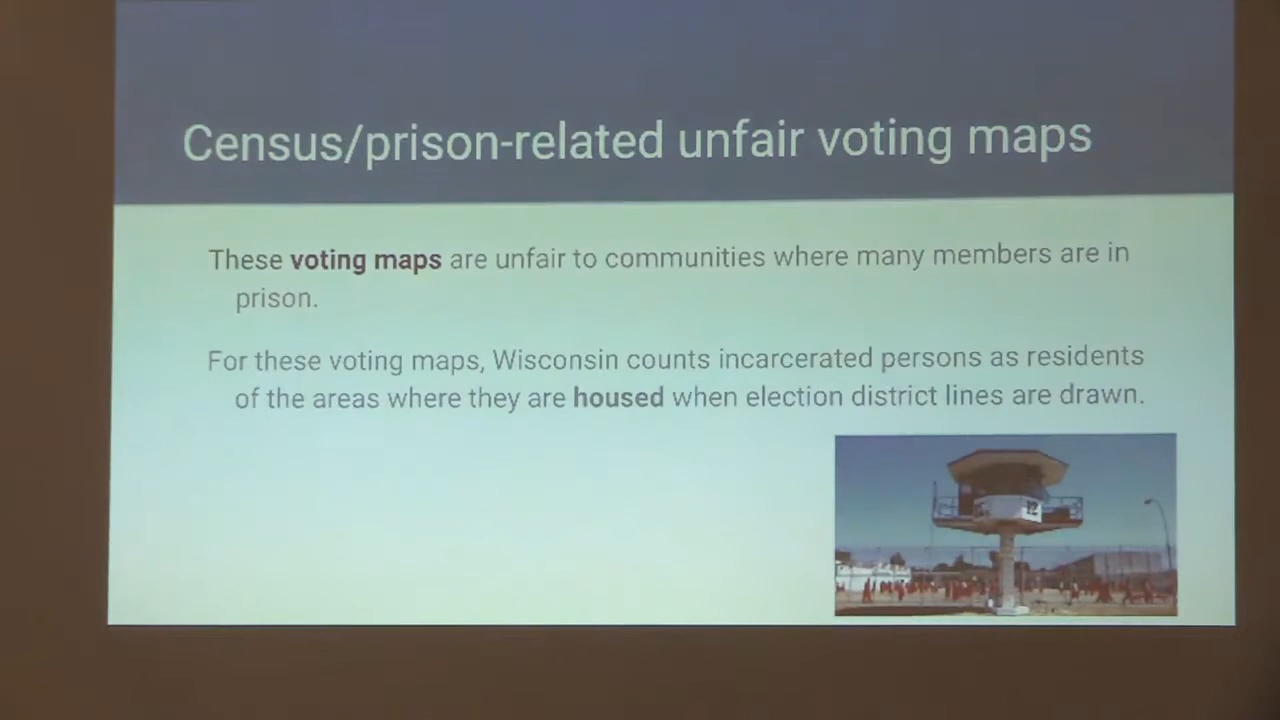 Census/prison-related unfair voting maps
These voting maps are unfair to communities where many members are in
prison.
For these voting maps, Wisconsin counts incarcerated persons as residents
of the areas where they are housed when election district lines are drawn.
12